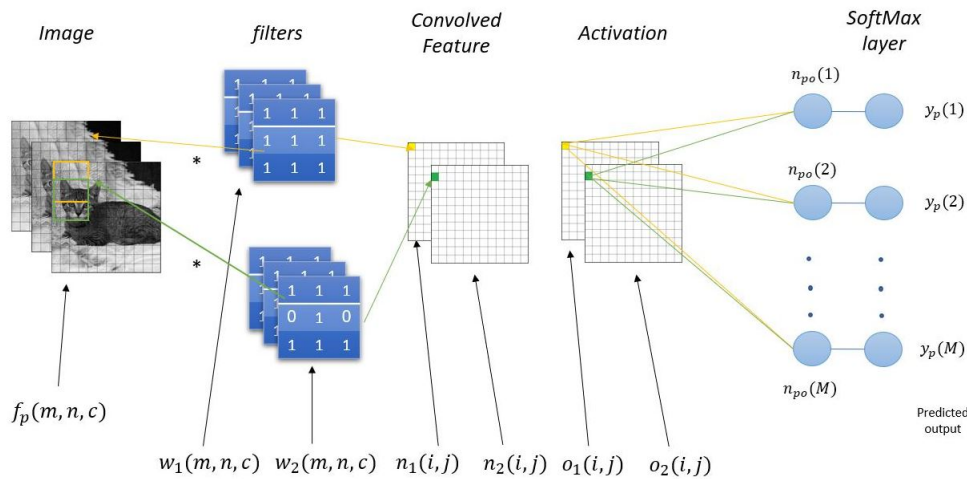 Image
filters
Convolved
Feature
Activation
SoftMax
layer
1 1 1
1 1 1
1 1 1
*
*
1 1 1
0 1 0
1 1 1
n_po(1)
y_p(1)
n_po(2)
y_p(2)
n_po(M)
y_p(M)
Predicted
output
f_p(m, n, c)
w_1(m, n, c)
w_2(m, n, c)
n_1(i, j)
n_2(i, j)
o_1(i, j)
o_2(i, j)